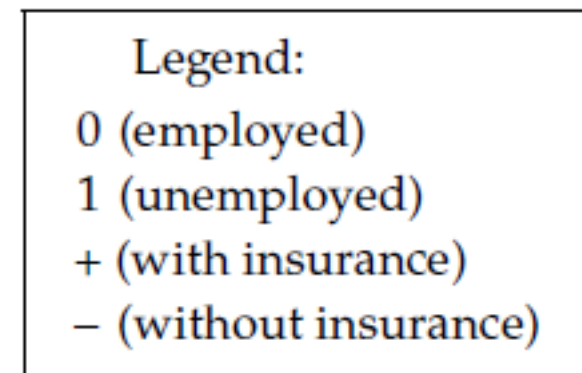 Legend:
0 (employed)
1 (unemployed)
+ (with insurance)
− (without insurance)